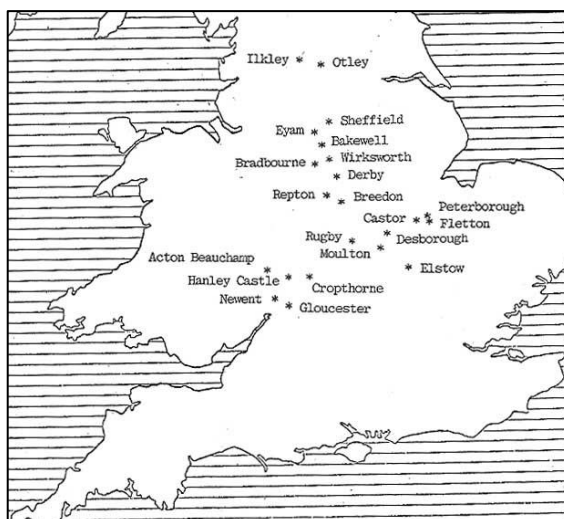 Ilkley
Otley
Sheffield
Eyam
Bakewell
Wirksworth
Bradbourne
Derby
Repton
Breedon
Peterborough
Castor
Fletton
Desborough
Rugby
Moulton
Elstow
Acton Beauchamp
Hanley Castle
Cropthorne
Newent
Gloucester